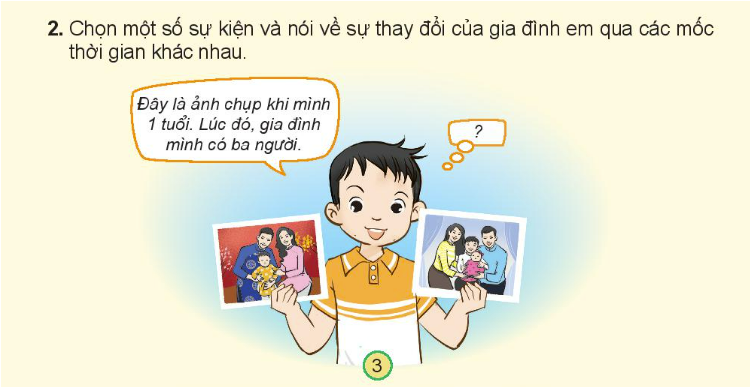 2. Chọn một số sự kiện và nói về sự thay đổi của gia đình em qua các mốc
thời gian khác nhau.
Đây là ảnh chụp khi mình
1 tuổi. Lúc đó, gia đình
mình có ba người.
?
3